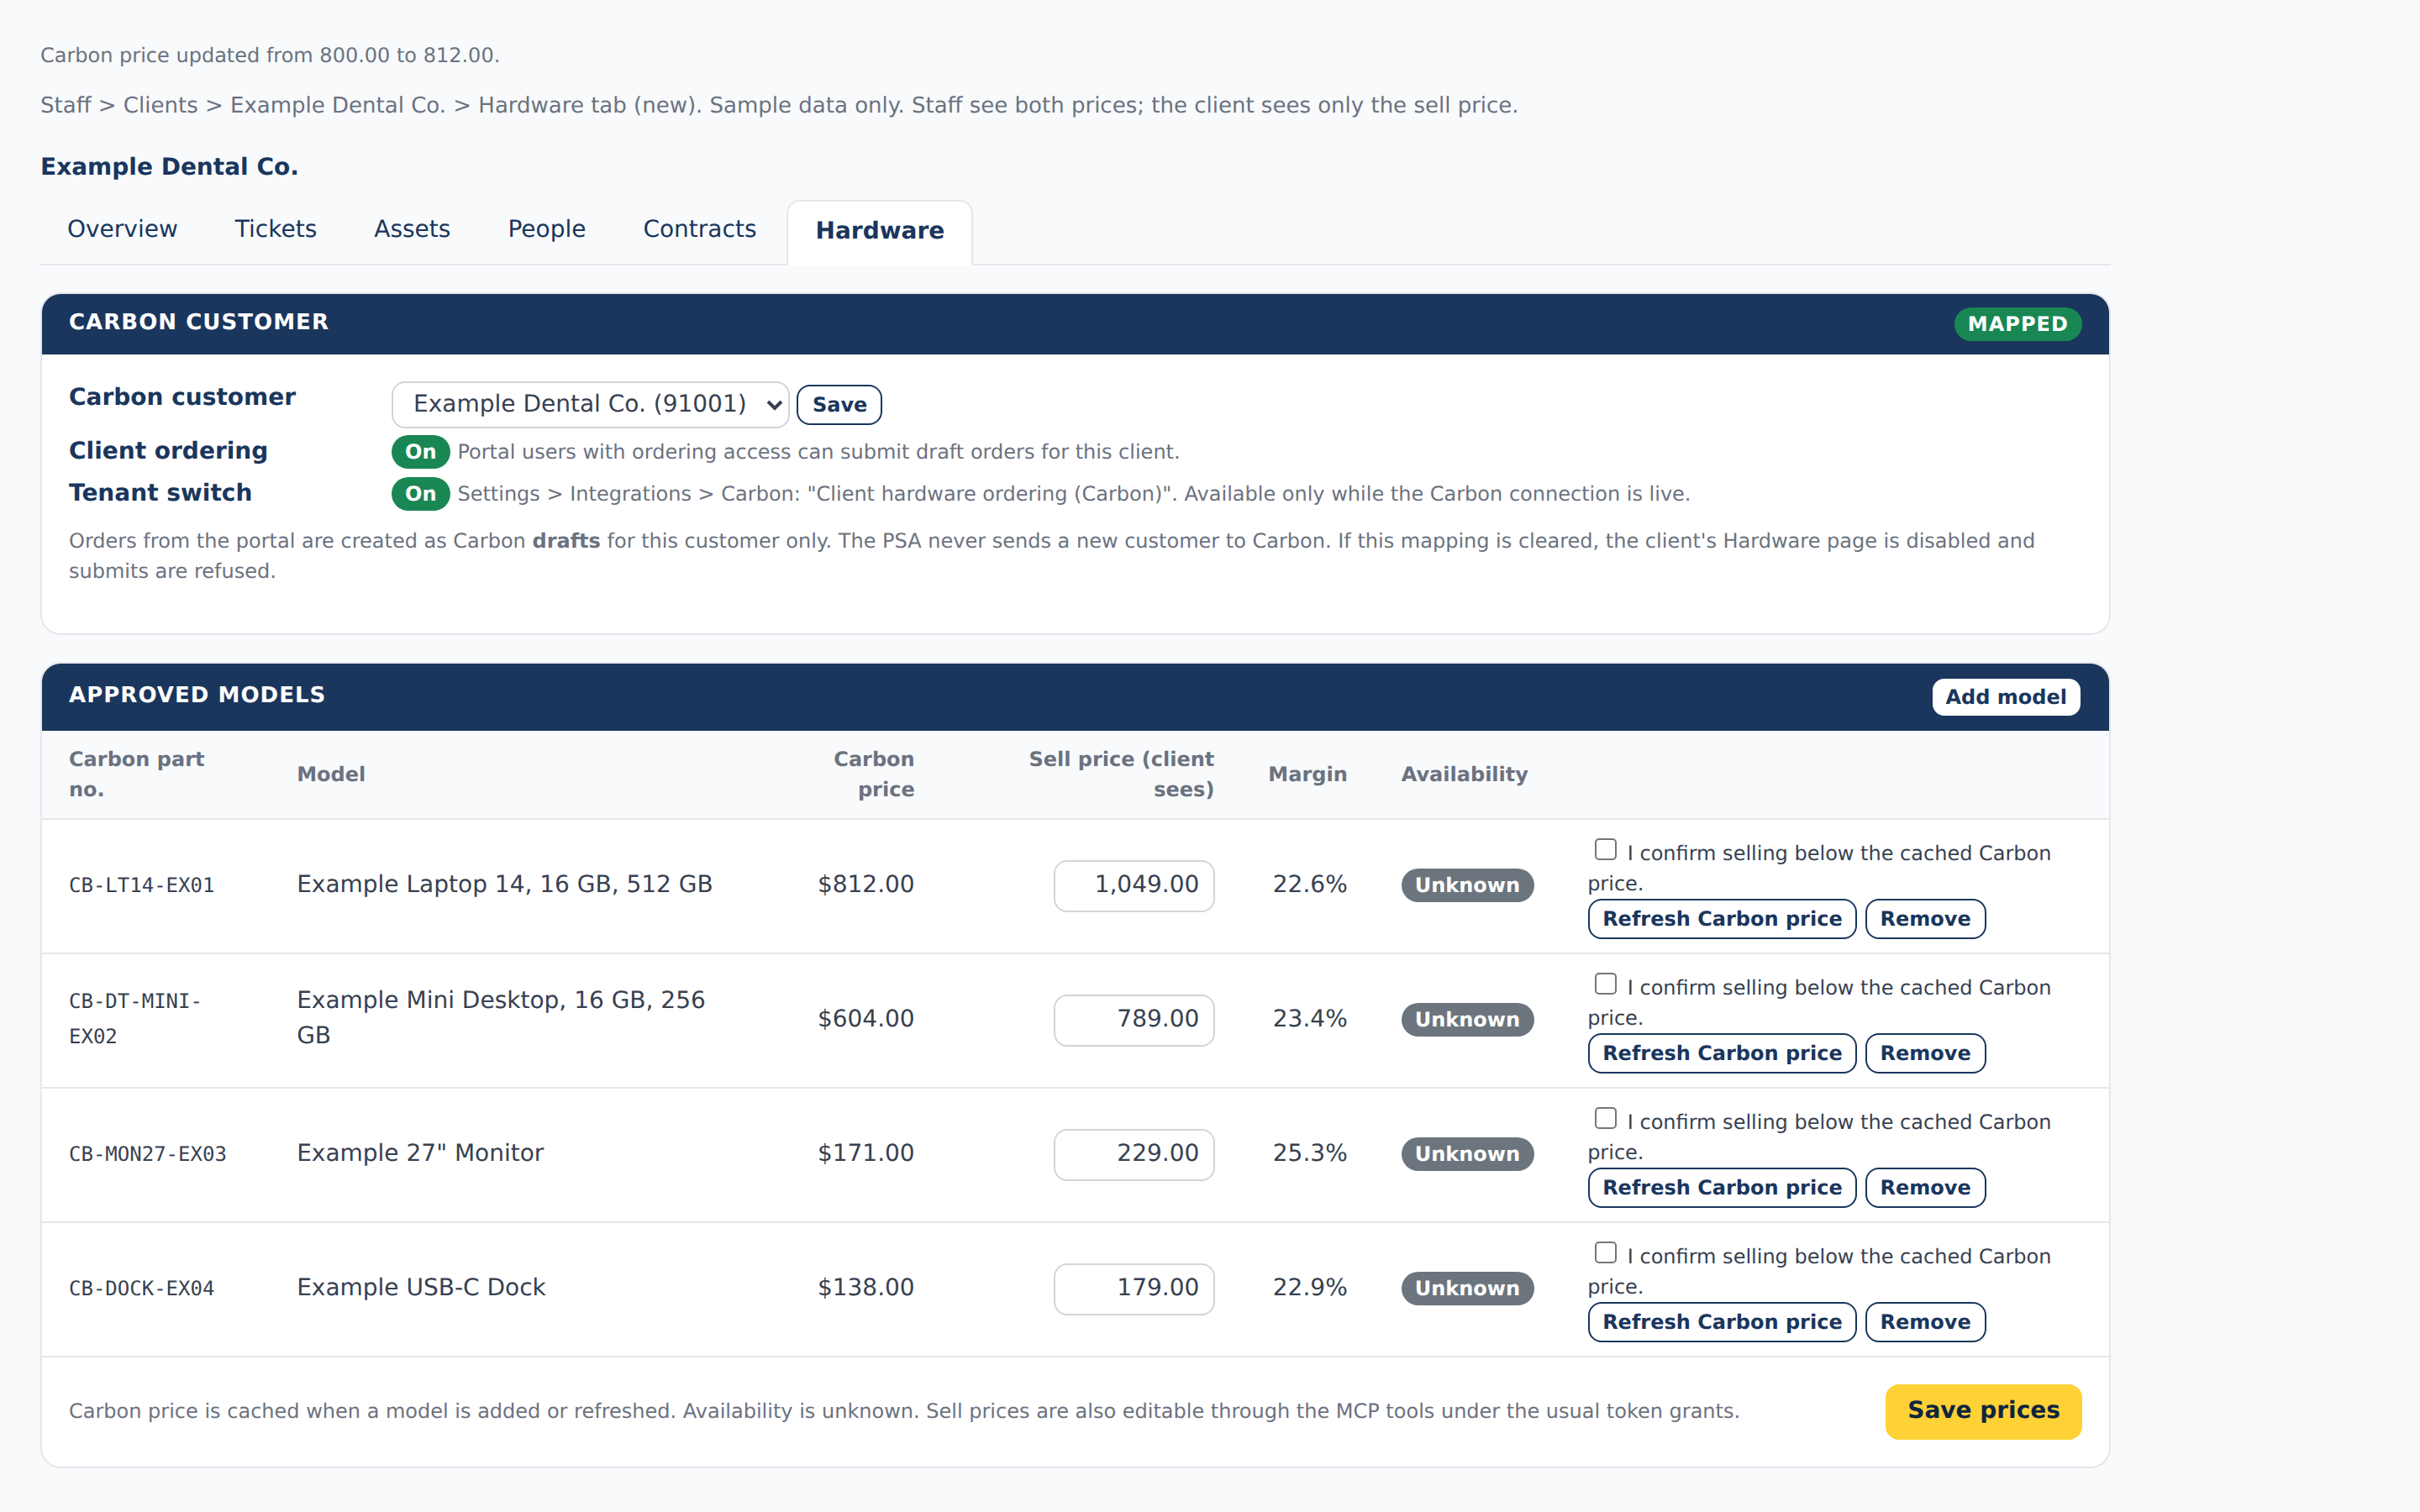 Carbon price updated from 800.00 to 812.00.
Staff > Clients > Example Dental Co. > Hardware tab (new). Sample data only. Staff see both prices; the client sees only the sell price.
Example Dental Co.
Overview Tickets Assets People Contracts Hardware
CARBON CUSTOMER MAPPED
Carbon customer Example Dental Co. (91001) Save
Client ordering On Portal users with ordering access can submit draft orders for this client.
Tenant switch On Settings > Integrations > Carbon: "Client hardware ordering (Carbon)". Available only while the Carbon connection is live.
Orders from the portal are created as Carbon drafts for this customer only. The PSA never sends a new customer to Carbon. If this mapping is cleared, the client's Hardware page is disabled and
submits are refused.
APPROVED MODELS Add model
Carbon part no. Model Carbon price Sell price (client sees) Margin Availability
CB-LT14-EX01 Example Laptop 14, 16 GB, 512 GB $812.00 1,049.00 22.6% Unknown I confirm selling below the cached Carbon price.
Refresh Carbon price Remove
CB-DT-MINI-EX02 Example Mini Desktop, 16 GB, 256 GB $604.00 789.00 23.4% Unknown I confirm selling below the cached Carbon price.
Refresh Carbon price Remove
CB-MON27-EX03 Example 27" Monitor $171.00 229.00 25.3% Unknown I confirm selling below the cached Carbon price.
Refresh Carbon price Remove
CB-DOCK-EX04 Example USB-C Dock $138.00 179.00 22.9% Unknown I confirm selling below the cached Carbon price.
Refresh Carbon price Remove
Carbon price is cached when a model is added or refreshed. Availability is unknown. Sell prices are also editable through the MCP tools under the usual token grants. Save prices